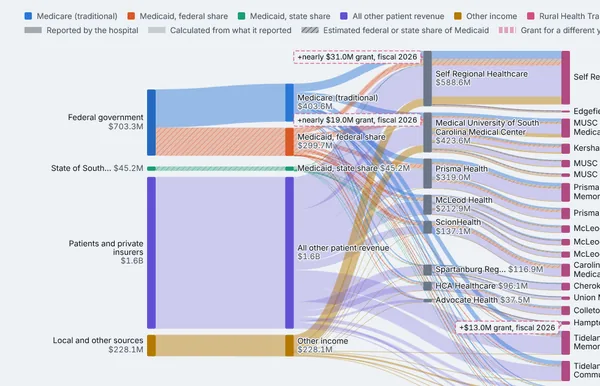 Medicare (traditional) Medicaid, federal share Medicaid, state share All other patient revenue Other income Rural Health Tra
Reported by the hospital Calculated from what it reported Estimated federal or state share of Medicaid Grant for a different y
+nearly $31.0M grant, fiscal 2026
Self Regional Healthcare
$588.6M
Self Re
Federal government
$703.3M
Medicare (traditional)
$403.6M
+nearly $19.0M grant, fiscal 2026
Medicaid, federal share
$299.7M
Medical University of South
Carolina Medical Center
$423.6M
Edgefie
MUSC
Medica
Kersha
MUSC
MUSC
State of South... $45.2M
Medicaid, state share $45.2M
Prisma Health
$319.0M
Prisma
Memor
Prisma
McLeod Health
$212.9M
ScionHealth
$137.1M
McLeo
McLeo
McLeo
Patients and private
insurers
$1.6B
All other patient revenue
$1.6B
Spartanburg Reg... $116.9M
HCA Healthcare $96.1M
Advocate Health $37.5M
Carolin
Medica
Cherok
Union M
Colleto
+$13.0M grant, fiscal 2026
Hampto
Local and other sources
$228.1M
Other income
$228.1M
Tidelan
Memor
Tidelan
Commu